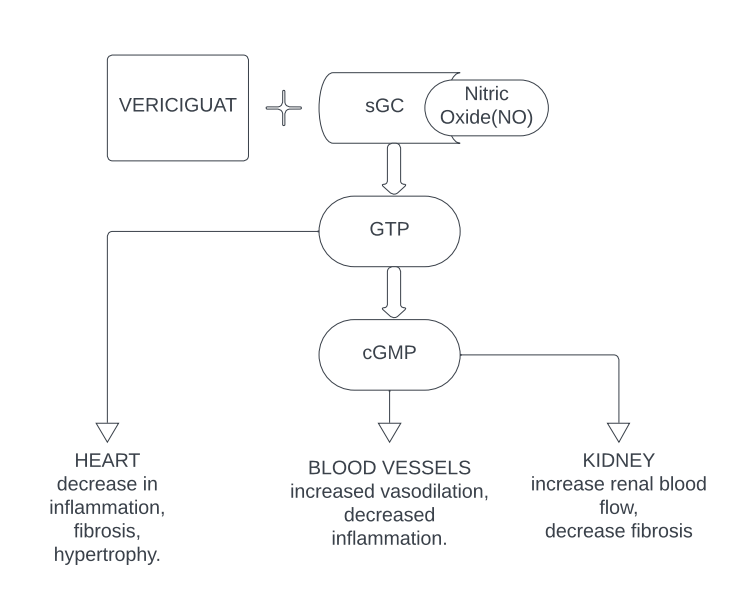 VERICIGUAT
sGC
Nitric
Oxide(NO)
GTP
cGMP
HEART
decrease in
inflammation,
fibrosis,
hypertrophy.
BLOOD VESSELS
increased vasodilation,
decreased
inflammation.
KIDNEY
increase renal blood
flow,
decrease fibrosis